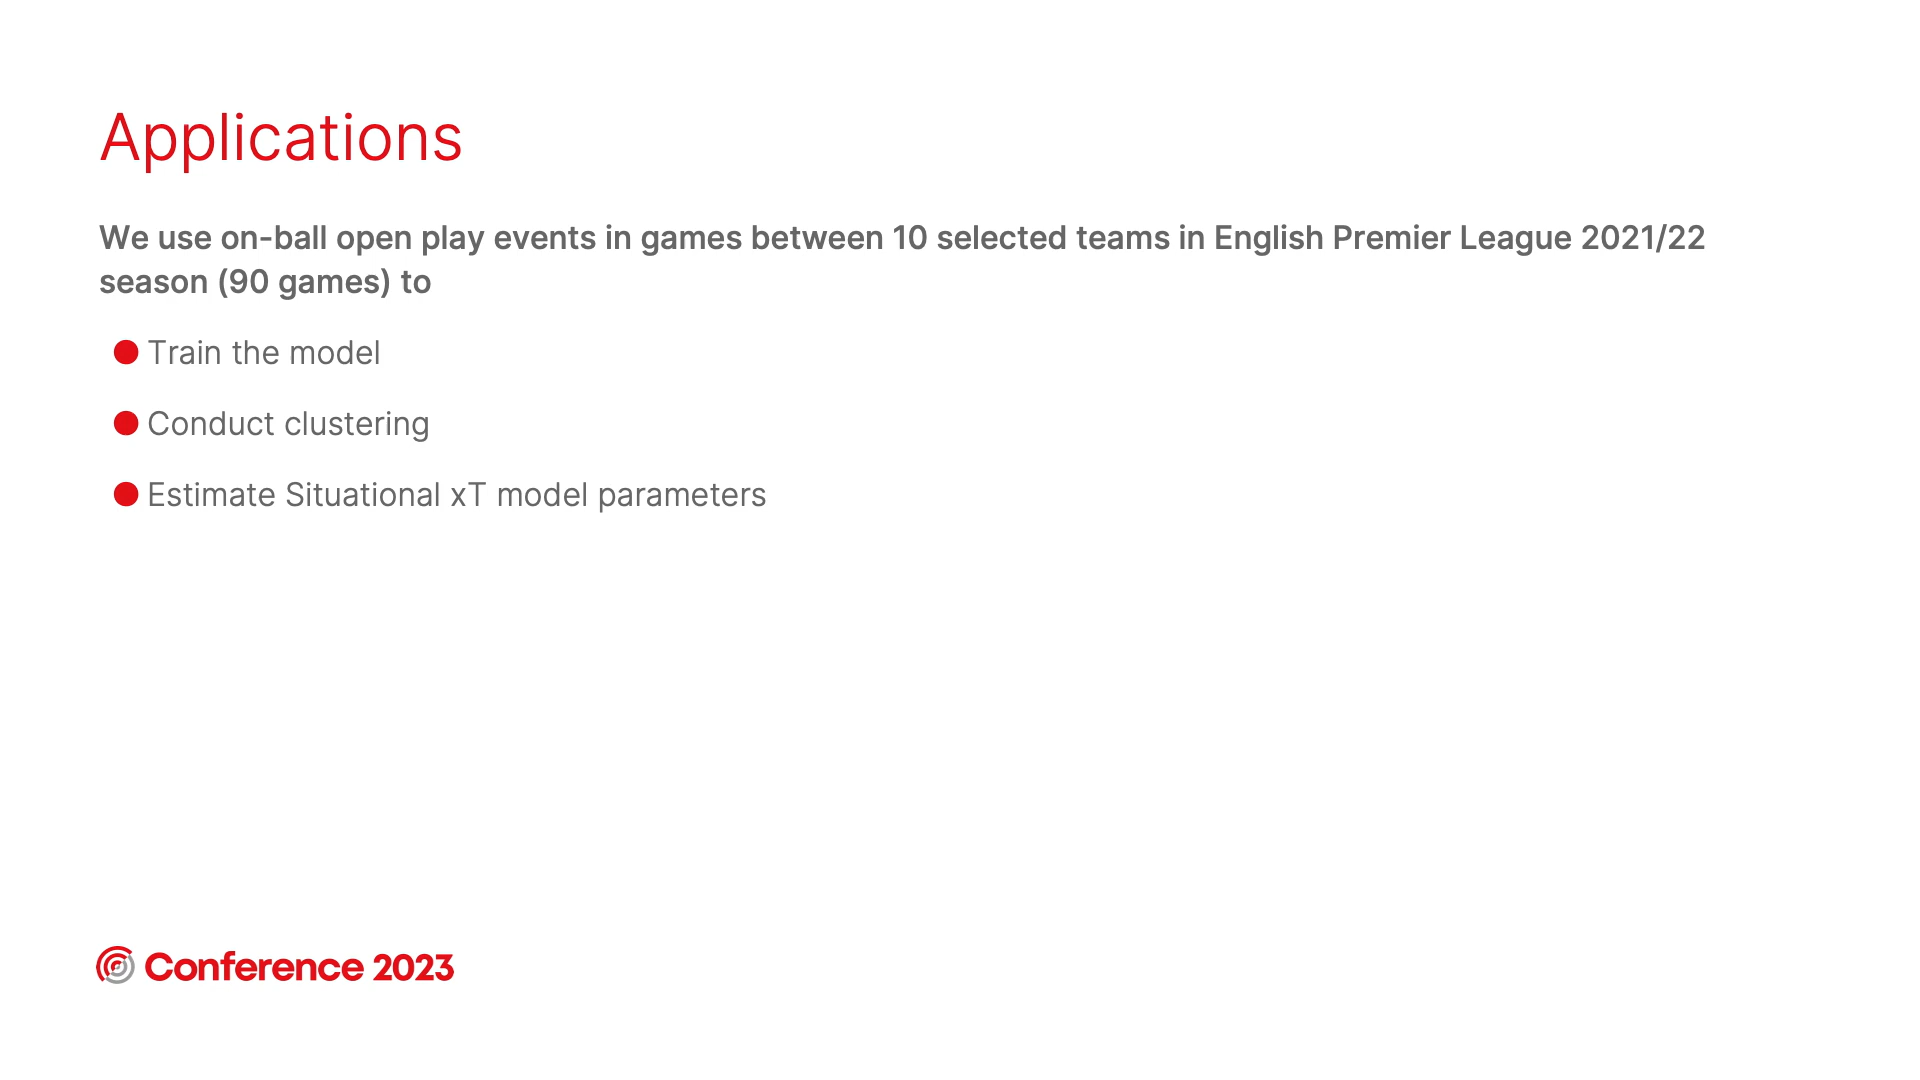 Applications
We use on-ball open play events in games between 10 selected teams in English Premier League 2021/22
season (90 games) to
Train the model
Conduct clustering
Estimate Situational xT model parameters
Conference 2023